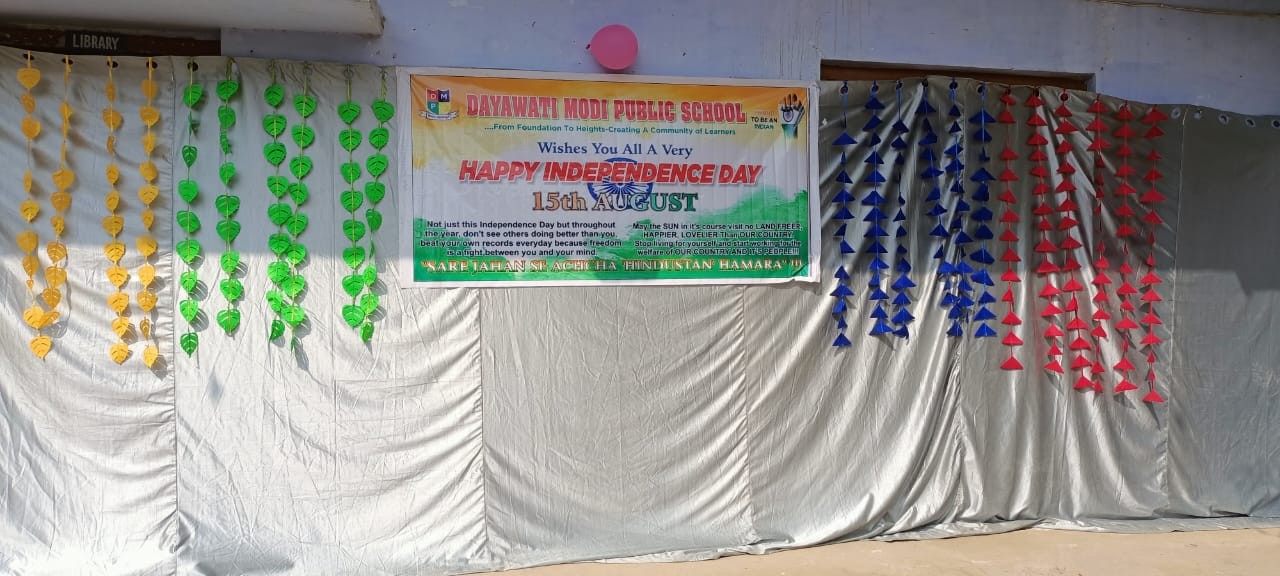 LIBRARY
DAYAWATI MODI PUBLIC SCHOOL
....From Foundation To Heights-Creating A Community of Learners
TO BE AN
INDIAN
Wishes You All A Very
HAPPY INDEPENDENCE DAY
15th AUGUST
Not just this Independence Day but throughout
the year, don't see others doing better than you,
beat your own records everyday because freedom
is a fight between you and your mind.
May the SUN in it's course visit no LAND FREER,
HAPPIER, LOVELIER Than OUR COUNTRY.
Stop living for yourself and start working for the
welfare of OUR COUNTRY AND IT'S PEOPLE!!!
"SARE JAHAN SE ACHCHA 'HINDUSTAN' HAMARA"!!!